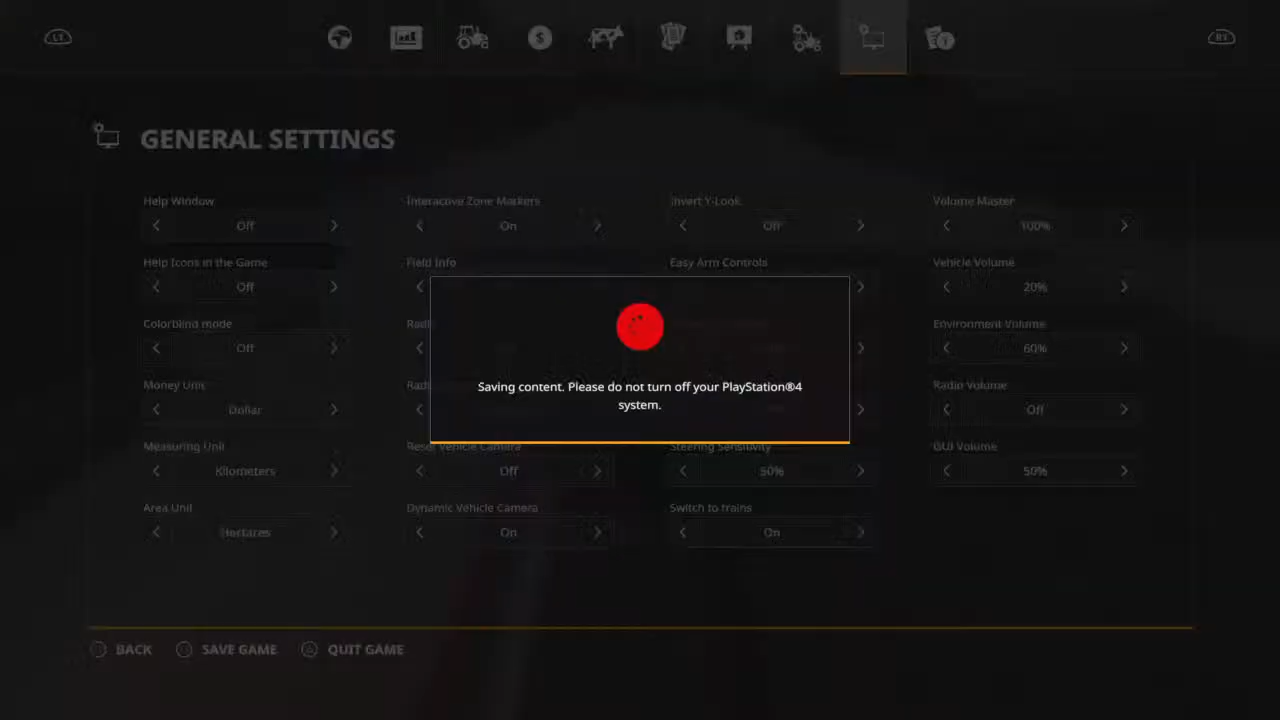 LT
RT
GENERAL SETTINGS
Help Window
Off
Interactive Zone Markers
On
Invert Y-Look
Off
Volume Master
100%
Help Icons in the Game
Off
Field Info
Easy Arm Controls
Vehicle Volume
20%
Colorblind mode
Off
Environment Volume
60%
Money Unit
Dollar
Radio Volume
Off
Saving content. Please do not turn off your PlayStation®4
system.
Measuring Unit
Kilometers
Reset Vehicle Camera
Off
Steering Sensitivity
50%
GUI Volume
50%
Area Unit
Hectares
Dynamic Vehicle Camera
On
Switch to trains
On
BACK
SAVE GAME
QUIT GAME